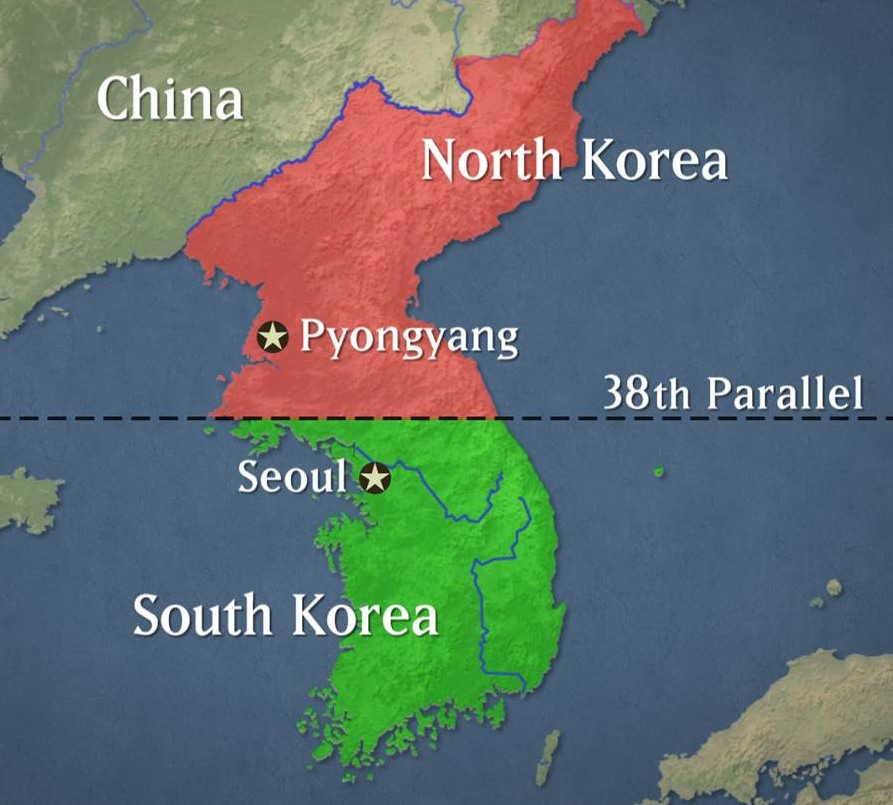 China
North Korea
Pyongyang
38th Parallel
Seoul
South Korea